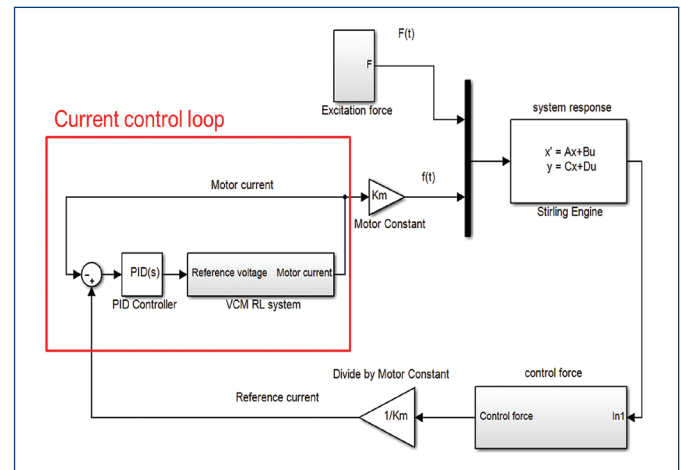 F(t)
F
Excitation force
system response
x' = Ax+Bu
y = Cx+Du
Stirling Engine
Current control loop
Motor current
Km
f(t)
Motor Constant
-
+
PID(s)
PID Controller
Reference voltage Motor current
VCM RL system
Divide by Motor Constant
control force
Reference current
1/Km
Control force In1